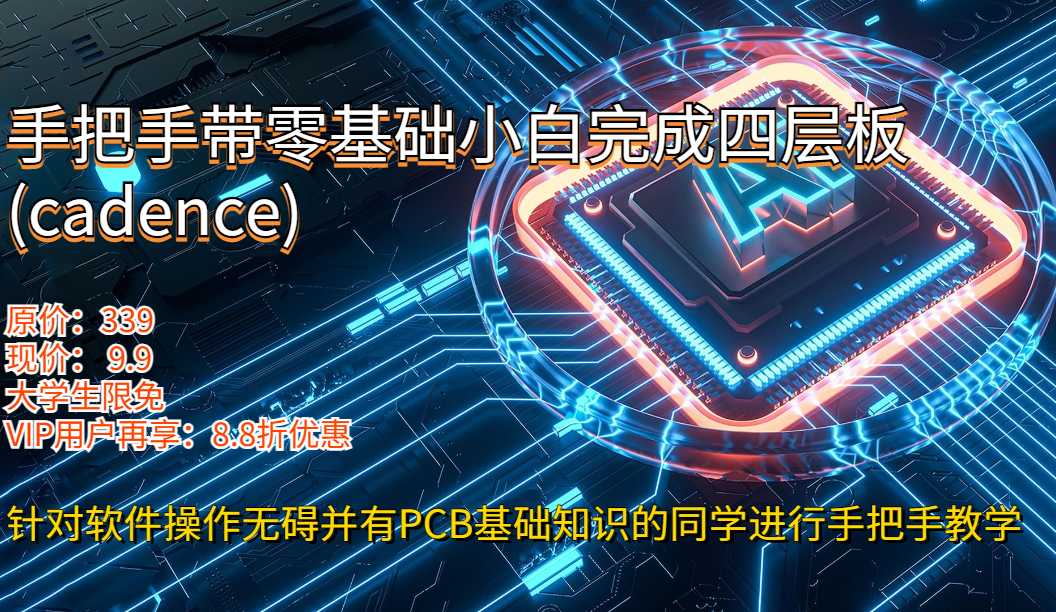 手把手带零基础小白完成四层板
(cadence)
AI
原价：339
现价： 9.9
大学生限免
VIP用户再享：8.8折优惠
针对软件操作无碍并有PCB基础知识的同学进行手把手教学